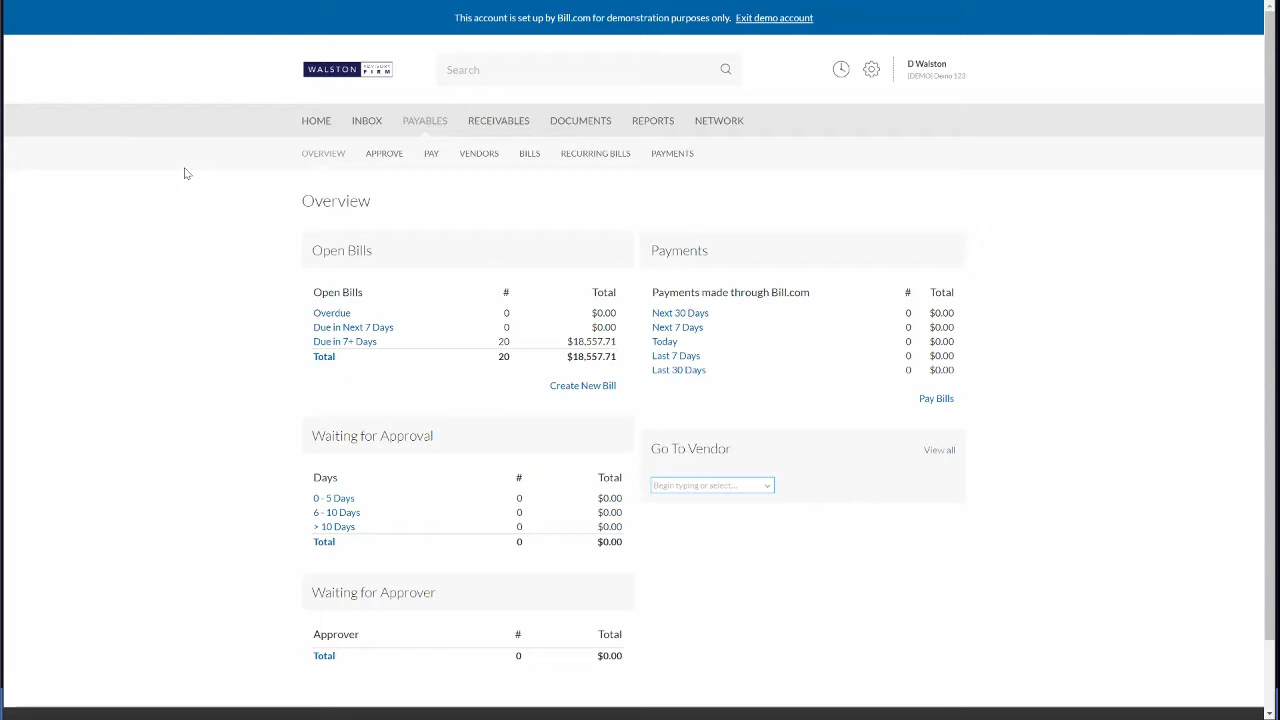 This account is set up by Bill.com for demonstration purposes only. Exit demo account
WALSTON ADVISORY FIRM
Search
D Walston
[DEMO] Demo 123
HOME INBOX PAYABLES RECEIVABLES DOCUMENTS REPORTS NETWORK
OVERVIEW APPROVE PAY VENDORS BILLS RECURRING BILLS PAYMENTS
Overview
Open Bills
Open Bills # Total
Overdue 0 $0.00
Due in Next 7 Days 0 $0.00
Due in 7+ Days 20 $18,557.71
Total 20 $18,557.71
Create New Bill
Payments
Payments made through Bill.com # Total
Next 30 Days 0 $0.00
Next 7 Days 0 $0.00
Today 0 $0.00
Last 7 Days 0 $0.00
Last 30 Days 0 $0.00
Pay Bills
Waiting for Approval
Days # Total
0 - 5 Days 0 $0.00
6 - 10 Days 0 $0.00
> 10 Days 0 $0.00
Total 0 $0.00
Go To Vendor View all
Begin typing or select...
Waiting for Approver
Approver # Total
Total 0 $0.00